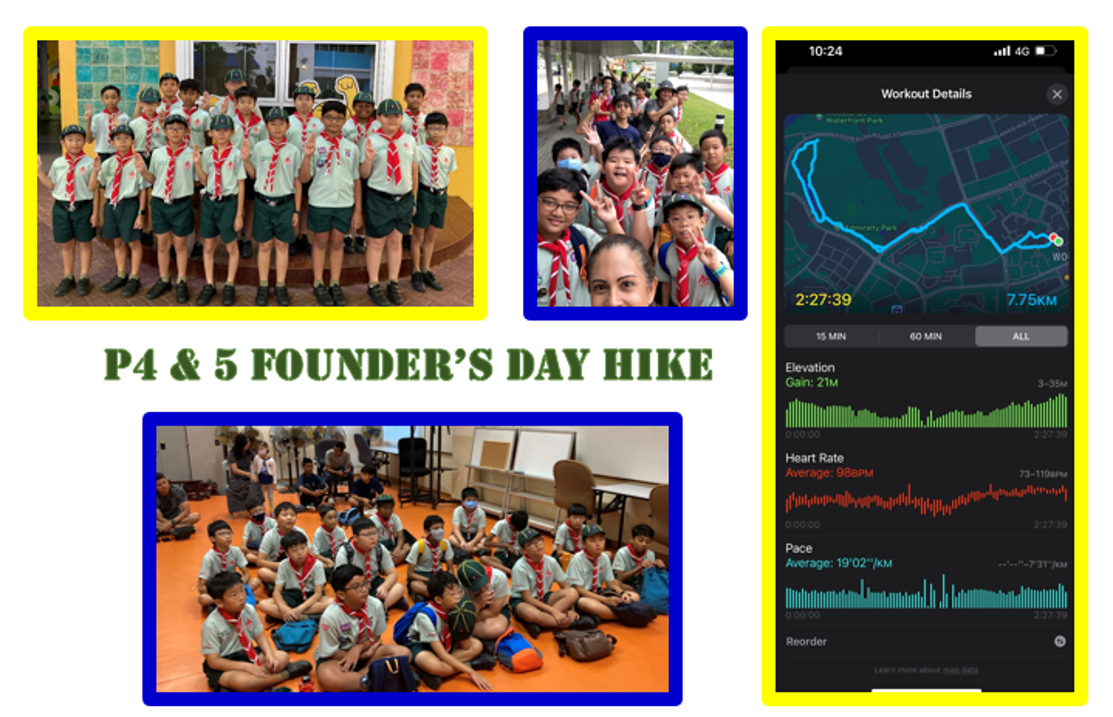 P4 & 5 FOUNDER'S DAY HIKE
10:24
4G
Workout Details
Waterfront Park
Admiralty Park
WO
2:27:39
7.75KM
15 MIN
60 MIN
ALL
Elevation
Gain: 21M
3–35M
0:00:00
2:27:39
Heart Rate
Average: 98BPM
73–119BPM
0:00:00
2:27:39
Pace
Average: 19'02''/KM
--'--''–7'31''/KM
0:00:00
2:27:39
Reorder
Learn more about map data